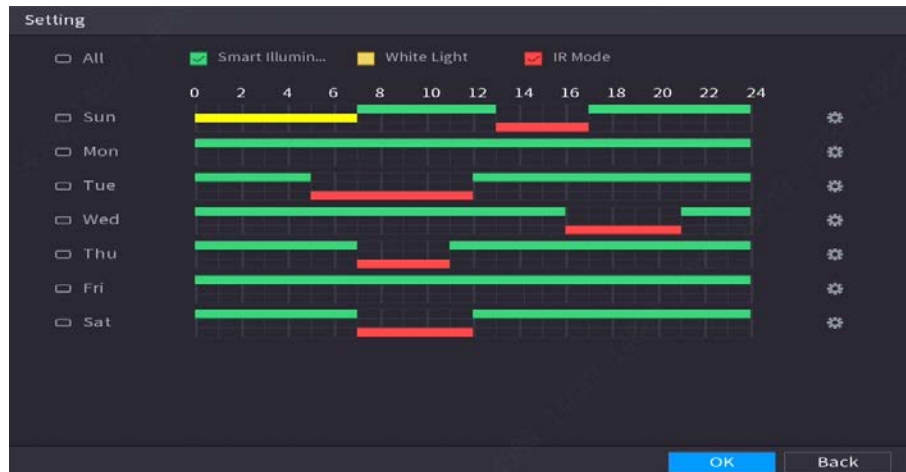 Setting
All Smart Illumin... White Light IR Mode
0 2 4 6 8 10 12 14 16 18 20 22 24
Sun
Mon
Tue
Wed
Thu
Fri
Sat
OK Back